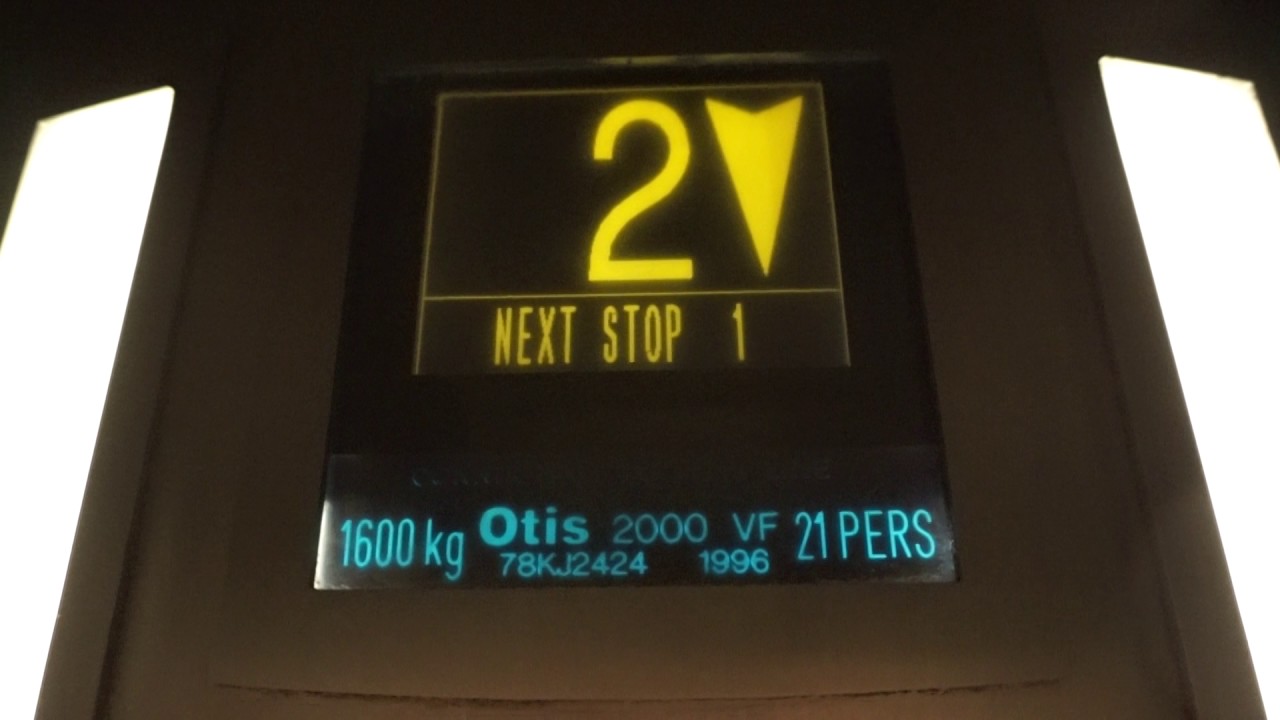 2
NEXT STOP 1
1600 kg Otis 2000 VF 21 PERS
78KJ2424 1996